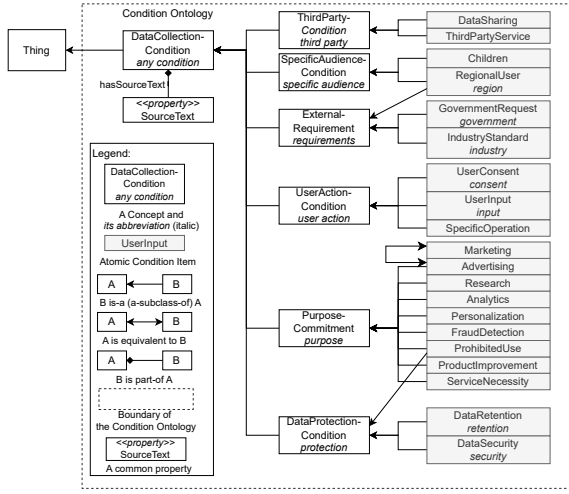 Condition Ontology
Thing
DataCollection-
Condition
any condition
hasSourceText
<<property>>
SourceText
Legend:
DataCollection-
Condition
any condition
A Concept and
its abbreviation (italic)
UserInput
Atomic Condition Item
A
B
B is-a (a-subclass-of) A
A
B
A is equivalent to B
A
B
B is part-of A
Boundary of
the Condition Ontology
<<property>>
SourceText
A common property
ThirdParty-
Condition
third party
SpecificAudience-
Condition
specific audience
External-
Requirement
requirements
UserAction-
Condition
user action
Purpose-
Commitment
purpose
DataProtection-
Condition
protection
DataSharing
ThirdPartyService
Children
RegionalUser
region
GovernmentRequest
government
IndustryStandard
industry
UserConsent
consent
UserInput
input
SpecificOperation
Marketing
Advertising
Research
Analytics
Personalization
FraudDetection
ProhibitedUse
ProductImprovement
ServiceNecessity
DataRetention
retention
DataSecurity
security